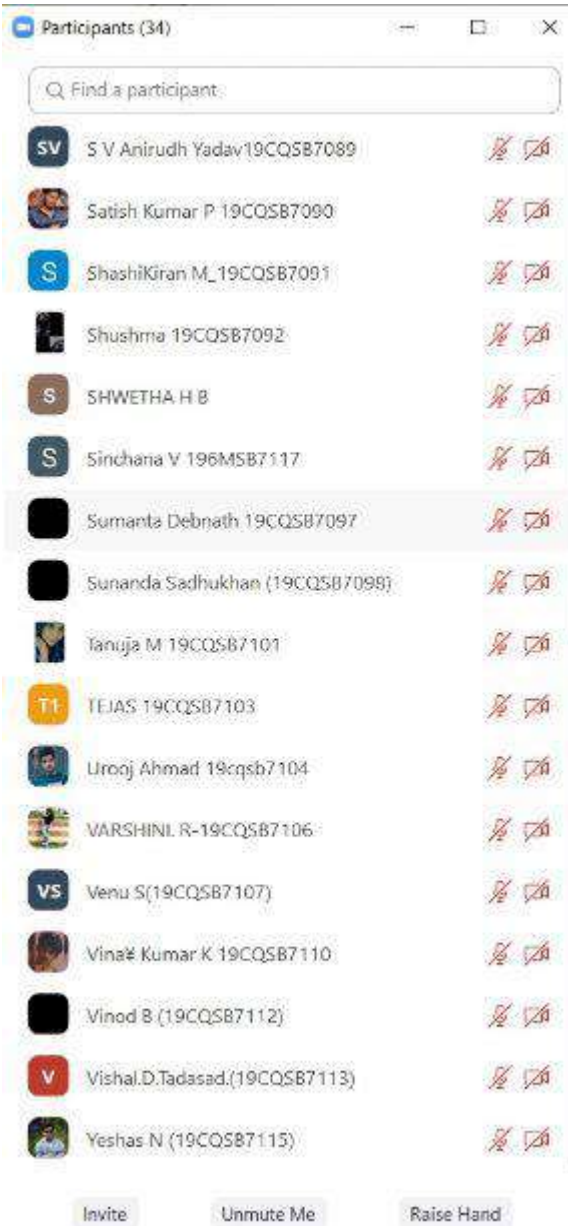 Participants (34)
Find a participant
SV S V Anirudh Yadav19CQSB7089
Satish Kumar P 19CQSB7090
S ShashiKiran M_19CQSB7091
Shushma 19CQSB7092
S SHWETHA H B
S Sinchana V 196MSB7117
Sumanta Debnath 19CQSB7097
Sunanda Sadhukhan (19CQSB7098)
Tanuja M 19CQSB7101
T1 TEJAS 19CQSB7103
Urooj Ahmad 19cqsb7104
VARSHINI. R-19CQSB7106
VS Venu S(19CQSB7107)
Vina¥ Kumar K 19CQSB7110
Vinod B (19CQSB7112)
V Vishal.D.Tadasad.(19CQSB7113)
Yeshas N (19CQSB7115)
Invite Unmute Me Raise Hand